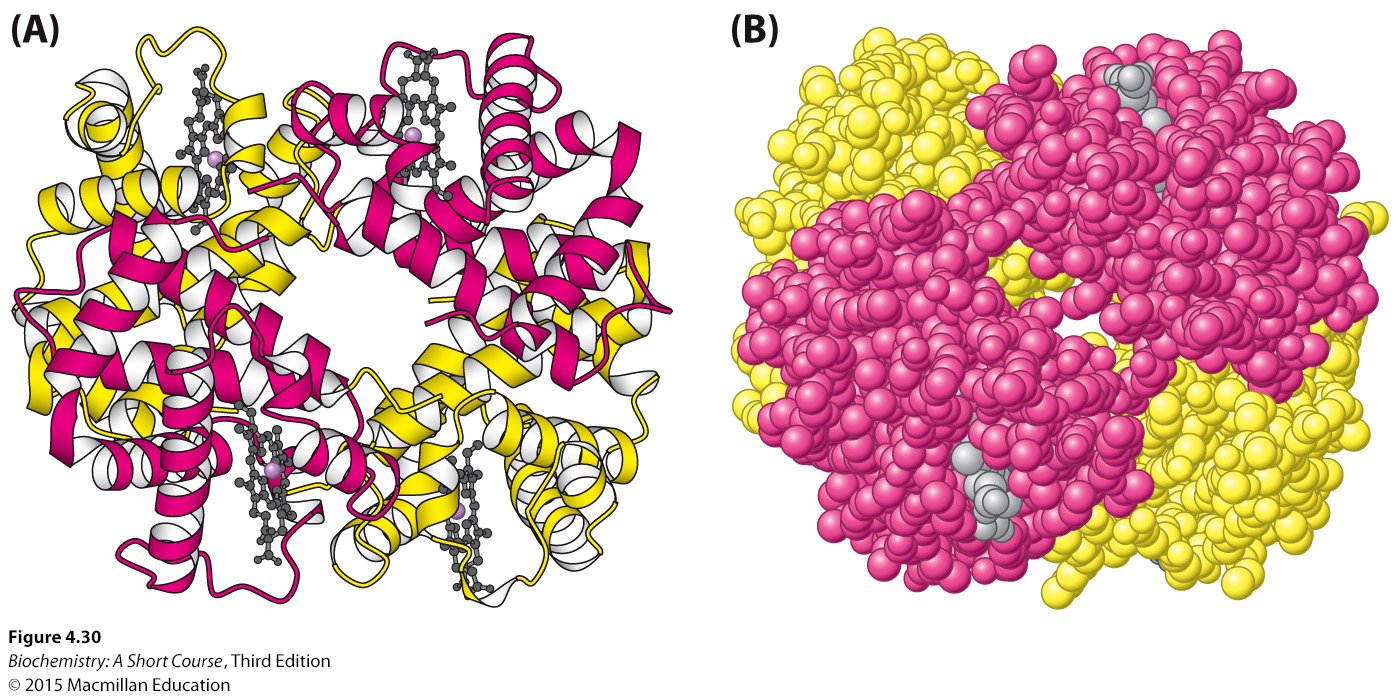 (A)
(B)
Figure 4.30
Biochemistry: A Short Course, Third Edition
© 2015 Macmillan Education